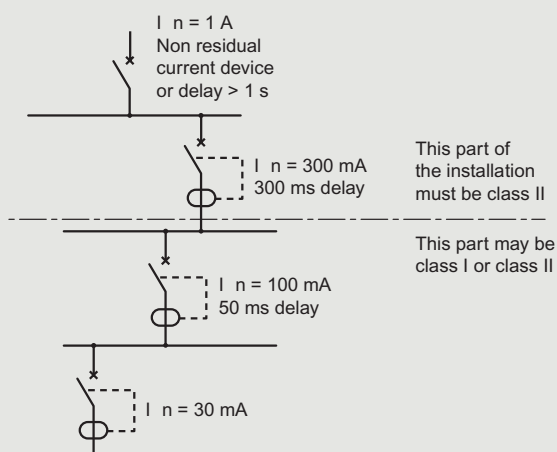 I n = 1 A
Non residual
current device
or delay > 1 s
I n = 300 mA
300 ms delay
This part of
the installation
must be class II
This part may be
class I or class II
I n = 100 mA
50 ms delay
I n = 30 mA